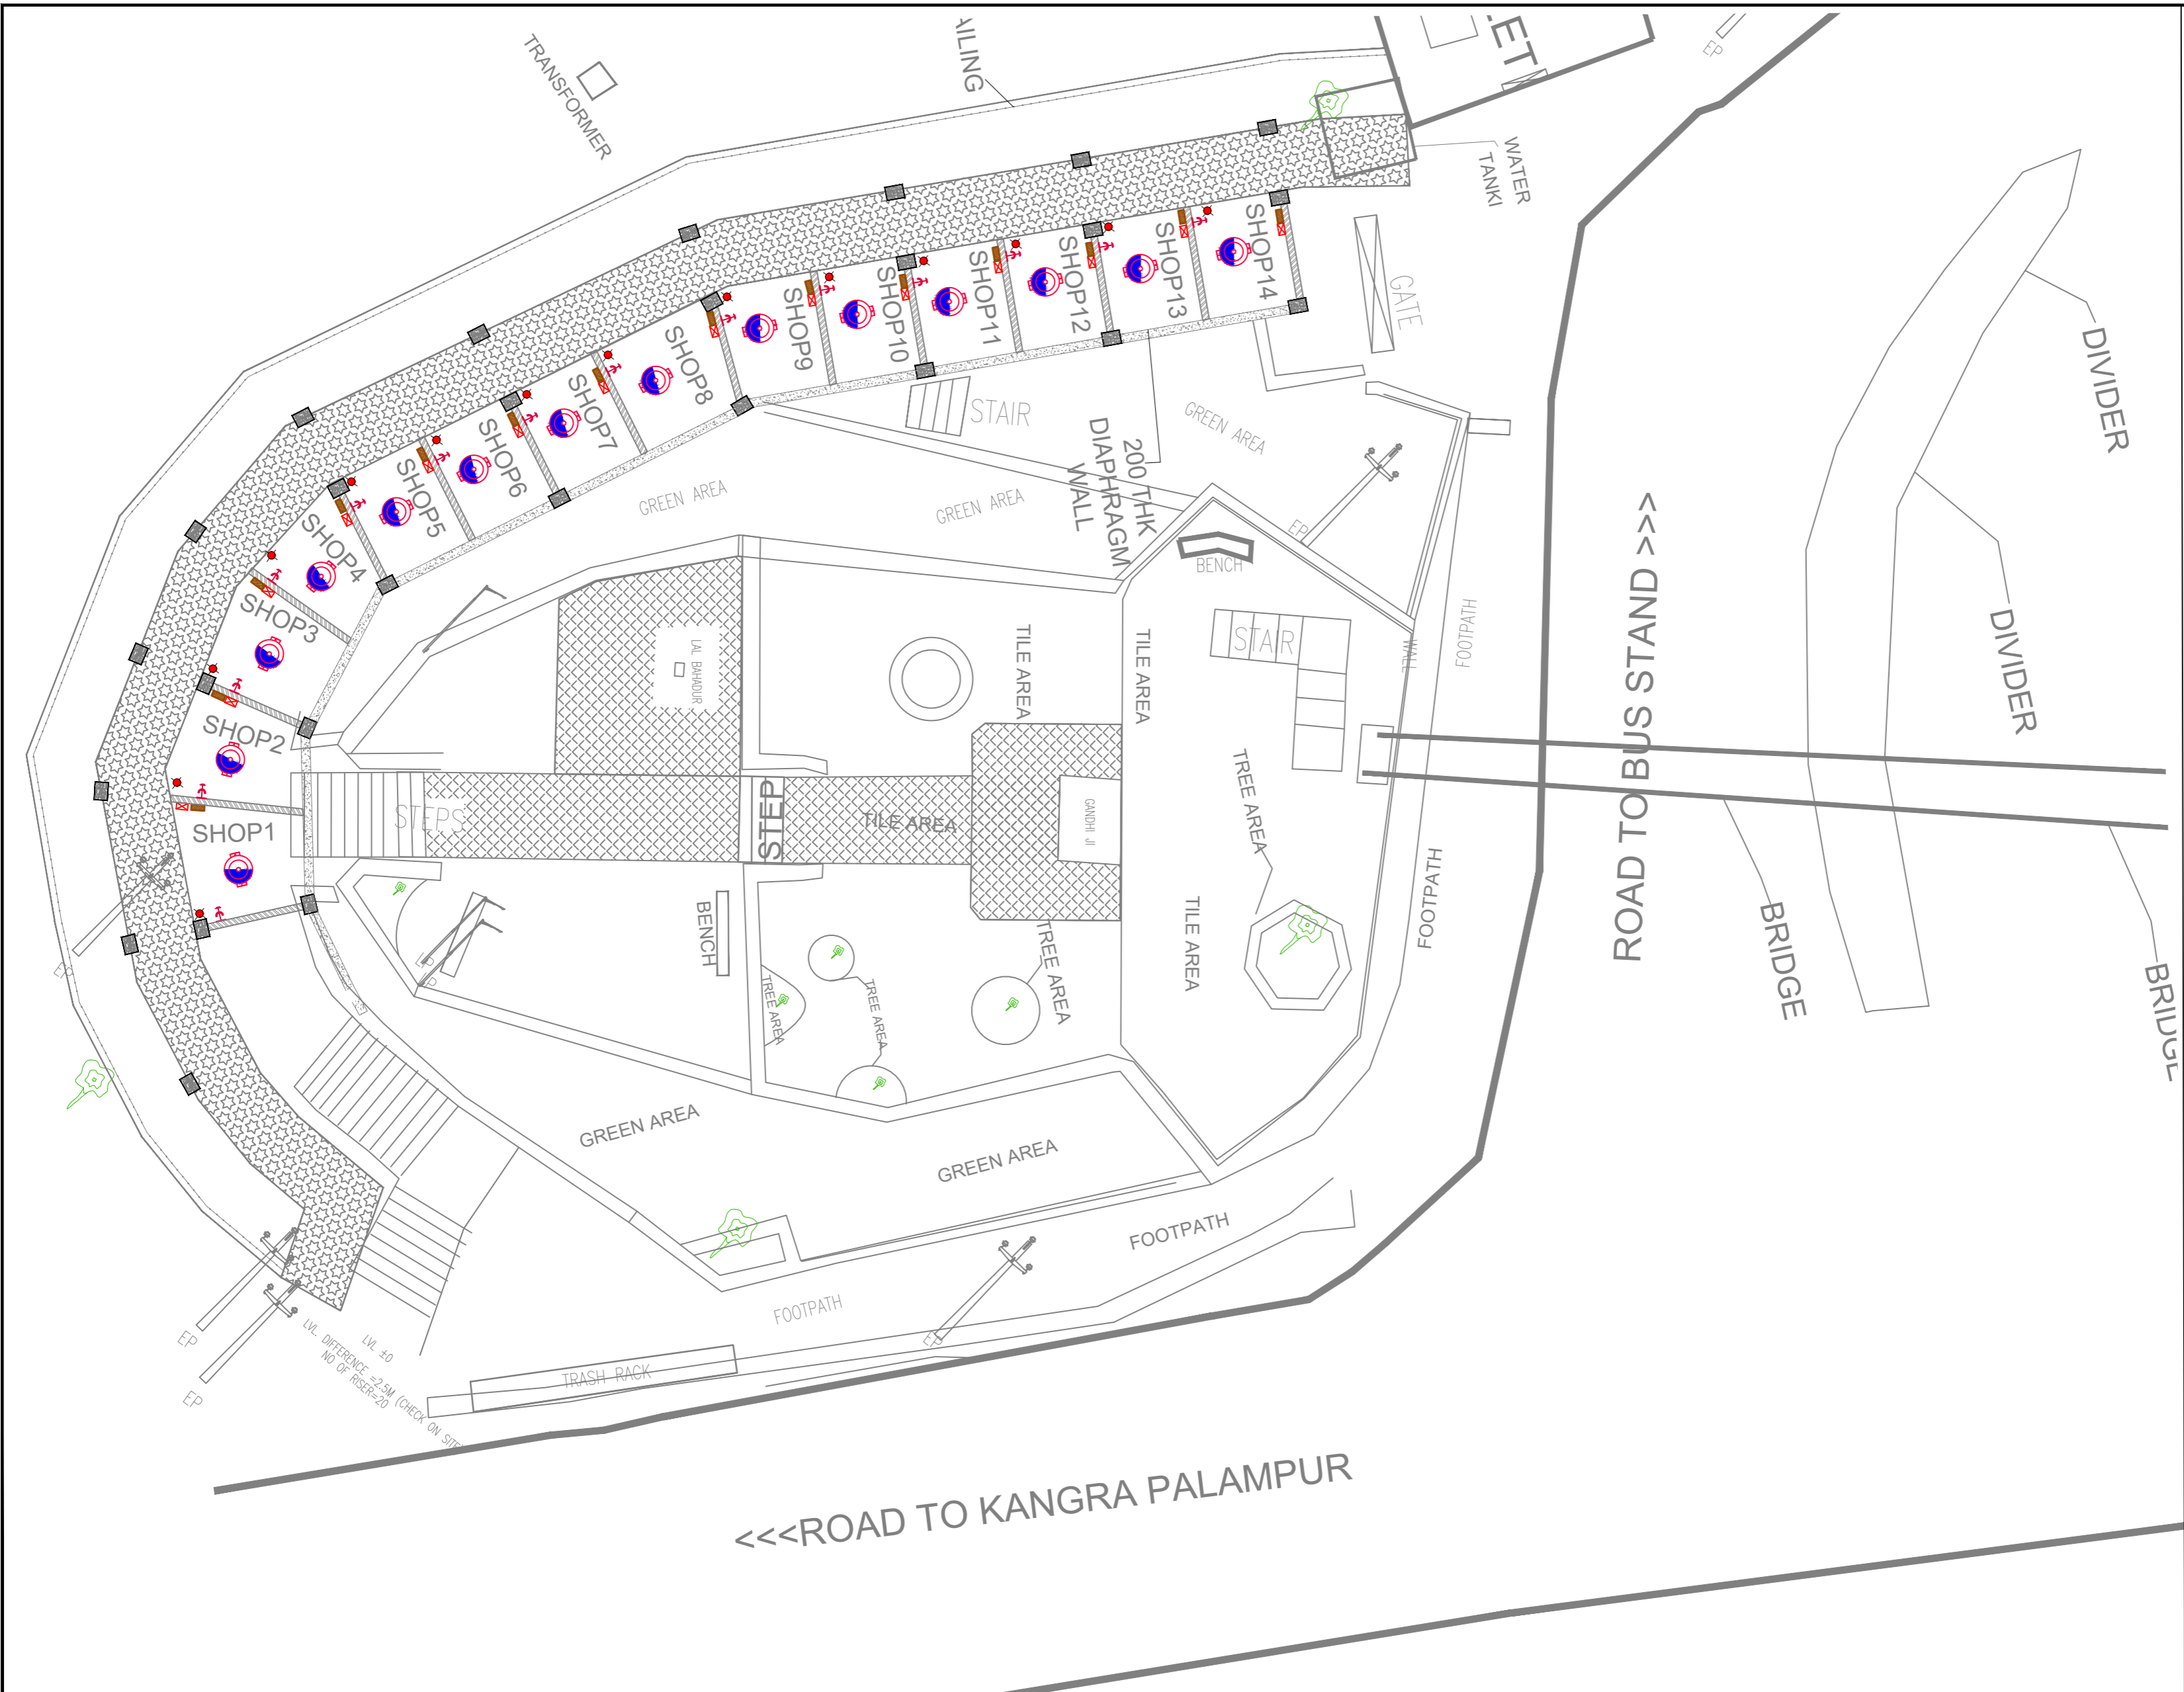 TRANSFORMER
AILING
LET
EP
WATER
TANKI
GATE
SHOP14
SHOP13
SHOP12
SHOP11
SHOP10
SHOP9
SHOP8
SHOP7
SHOP6
SHOP5
SHOP4
SHOP3
SHOP2
SHOP1
STAIR
GREEN AREA
200 THK
DIAPHRAGM
WALL
GREEN AREA
GREEN AREA
EP
BENCH
DIVIDER
DIVIDER
ROAD TO BUS STAND >>>
FOOTPATH
WALL
STAIR
TILE AREA
TILE AREA
LAL BAHADUR
STEPS
STEP
TILE AREA
GANDHI JI
TREE AREA
FOOTPATH
BRIDGE
BRIDGE
TILE AREA
TREE AREA
BENCH
TREE AREA
TREE AREA
EP
EP
EP
GREEN AREA
GREEN AREA
FOOTPATH
FOOTPATH
EP
EP
EP
LVL ±0
LVL DIFFERENCE =2.5M (CHECK ON SITE
NO OF RISER=20
TRASH RACK
<<<ROAD TO KANGRA PALAMPUR